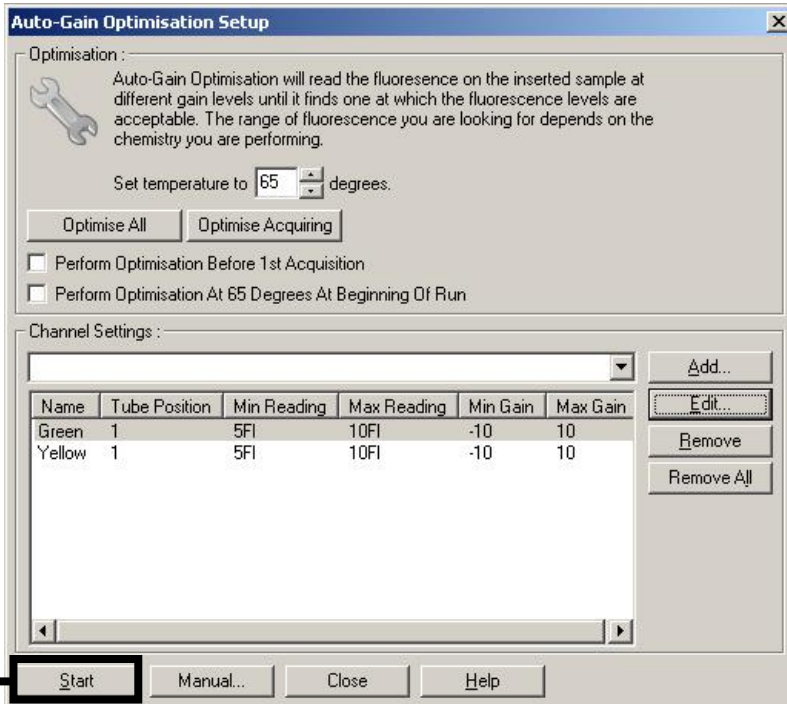 Auto-Gain Optimisation Setup
Optimisation :
Auto-Gain Optimisation will read the fluoresence on the inserted sample at
different gain levels until it finds one at which the fluorescence levels are
acceptable. The range of fluorescence you are looking for depends on the
chemistry you are performing.
Set temperature to 65 degrees.
Optimise All Optimise Acquiring
Perform Optimisation Before 1st Acquisition
Perform Optimisation At 65 Degrees At Beginning Of Run
Channel Settings :
Add...
Name Tube Position Min Reading Max Reading Min Gain Max Gain
Edit...
Green 1 5Fl 10Fl -10 10
Yellow 1 5Fl 10Fl -10 10
Remove
Remove All
Start Manual... Close Help